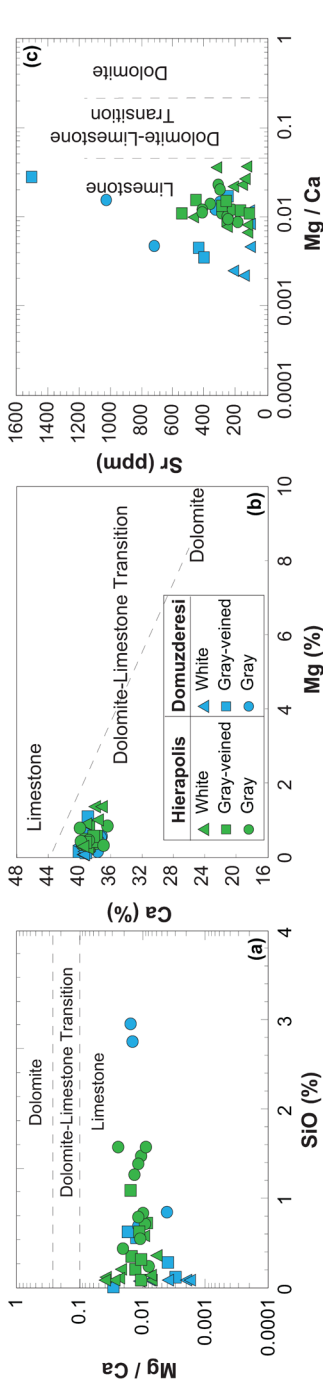 1
0.1
0.01
0.001
0.0001
Mg / Ca
0
1
2
3
4
SiO (%)
Dolomite
Dolomite-Limestone Transition
Limestone
(a)
48
44
40
36
32
28
24
20
16
Ca (%)
0
2
4
6
8
10
Mg (%)
Limestone
Dolomite-Limestone Transition
Dolomite
Hierapolis
Domuzderesi
White
White
Gray-veined
Gray-veined
Gray
Gray
(b)
1600
1400
1200
1000
800
600
400
200
0
Sr (ppm)
0.0001
0.001
0.01
0.1
1
Mg / Ca
Limestone
Dolomite-Limestone
Transition
Dolomite
(c)